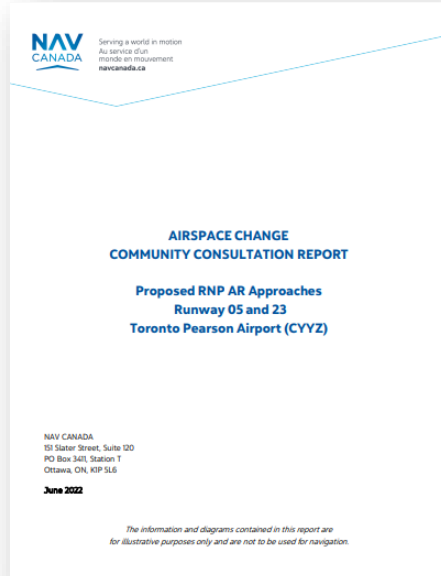 NAV
CANADA
Serving a world in motion
Au service d'un
monde en mouvement
navcanada.ca
AIRSPACE CHANGE
COMMUNITY CONSULTATION REPORT
Proposed RNP AR Approaches
Runway 05 and 23
Toronto Pearson Airport (CYYZ)
NAV CANADA
151 Slater Street, Suite 120
PO Box 3411, Station T
Ottawa, ON, K1P 5L6
June 2022
The information and diagrams contained in this report are
for illustrative purposes only and are not to be used for navigation.